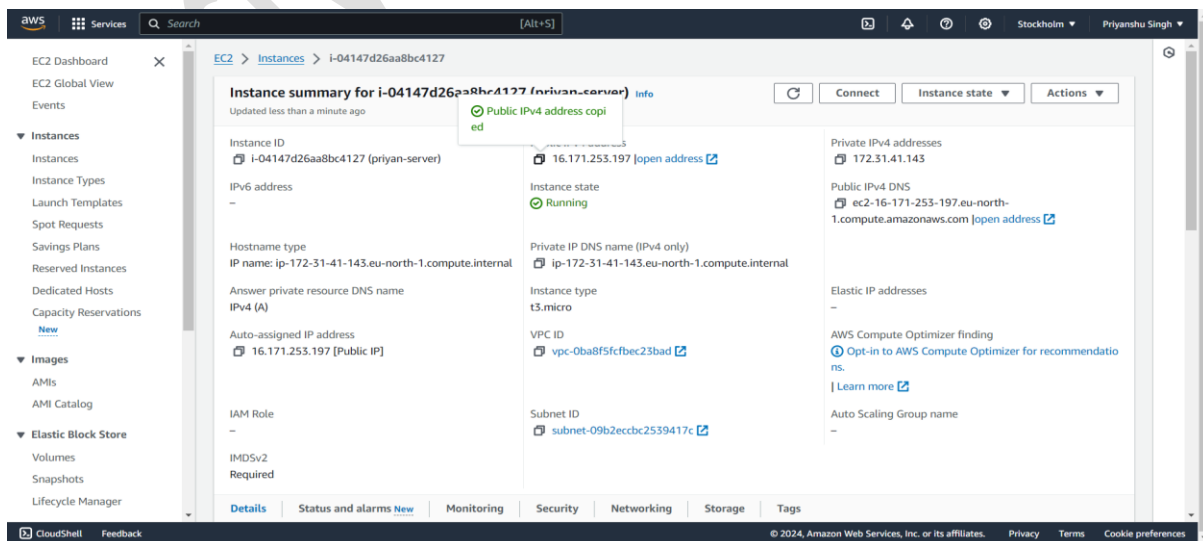 aws
Services
Search
[Alt+S]
Stockholm ▼
Priyanshu Singh ▼
EC2 Dashboard
EC2 Global View
Events
▼ Instances
Instances
Instance Types
Launch Templates
Spot Requests
Savings Plans
Reserved Instances
Dedicated Hosts
Capacity Reservations
New
▼ Images
AMIs
AMI Catalog
▼ Elastic Block Store
Volumes
Snapshots
Lifecycle Manager
EC2 > Instances > i-04147d26aa8bc4127
Instance summary for i-04147d26aa8bc4127 (priyan-server) Info
Updated less than a minute ago
Connect
Instance state ▼
Actions ▼
Public IPv4 address copi
ed
Instance ID
i-04147d26aa8bc4127 (priyan-server)
16.171.253.197 |open address
Private IPv4 addresses
172.31.41.143
IPv6 address
–
Instance state
Running
Public IPv4 DNS
ec2-16-171-253-197.eu-north-
1.compute.amazonaws.com |open address
Hostname type
IP name: ip-172-31-41-143.eu-north-1.compute.internal
Private IP DNS name (IPv4 only)
ip-172-31-41-143.eu-north-1.compute.internal
Answer private resource DNS name
IPv4 (A)
Instance type
t3.micro
Elastic IP addresses
–
Auto-assigned IP address
16.171.253.197 [Public IP]
VPC ID
vpc-0ba8f5fcfbec23bad
AWS Compute Optimizer finding
Opt-in to AWS Compute Optimizer for recommendatio
ns.
| Learn more
IAM Role
–
Subnet ID
subnet-09b2eccbc2539417c
Auto Scaling Group name
–
IMDSv2
Required
Details
Status and alarms New
Monitoring
Security
Networking
Storage
Tags
CloudShell
Feedback
© 2024, Amazon Web Services, Inc. or its affiliates.
Privacy
Terms
Cookie preferences